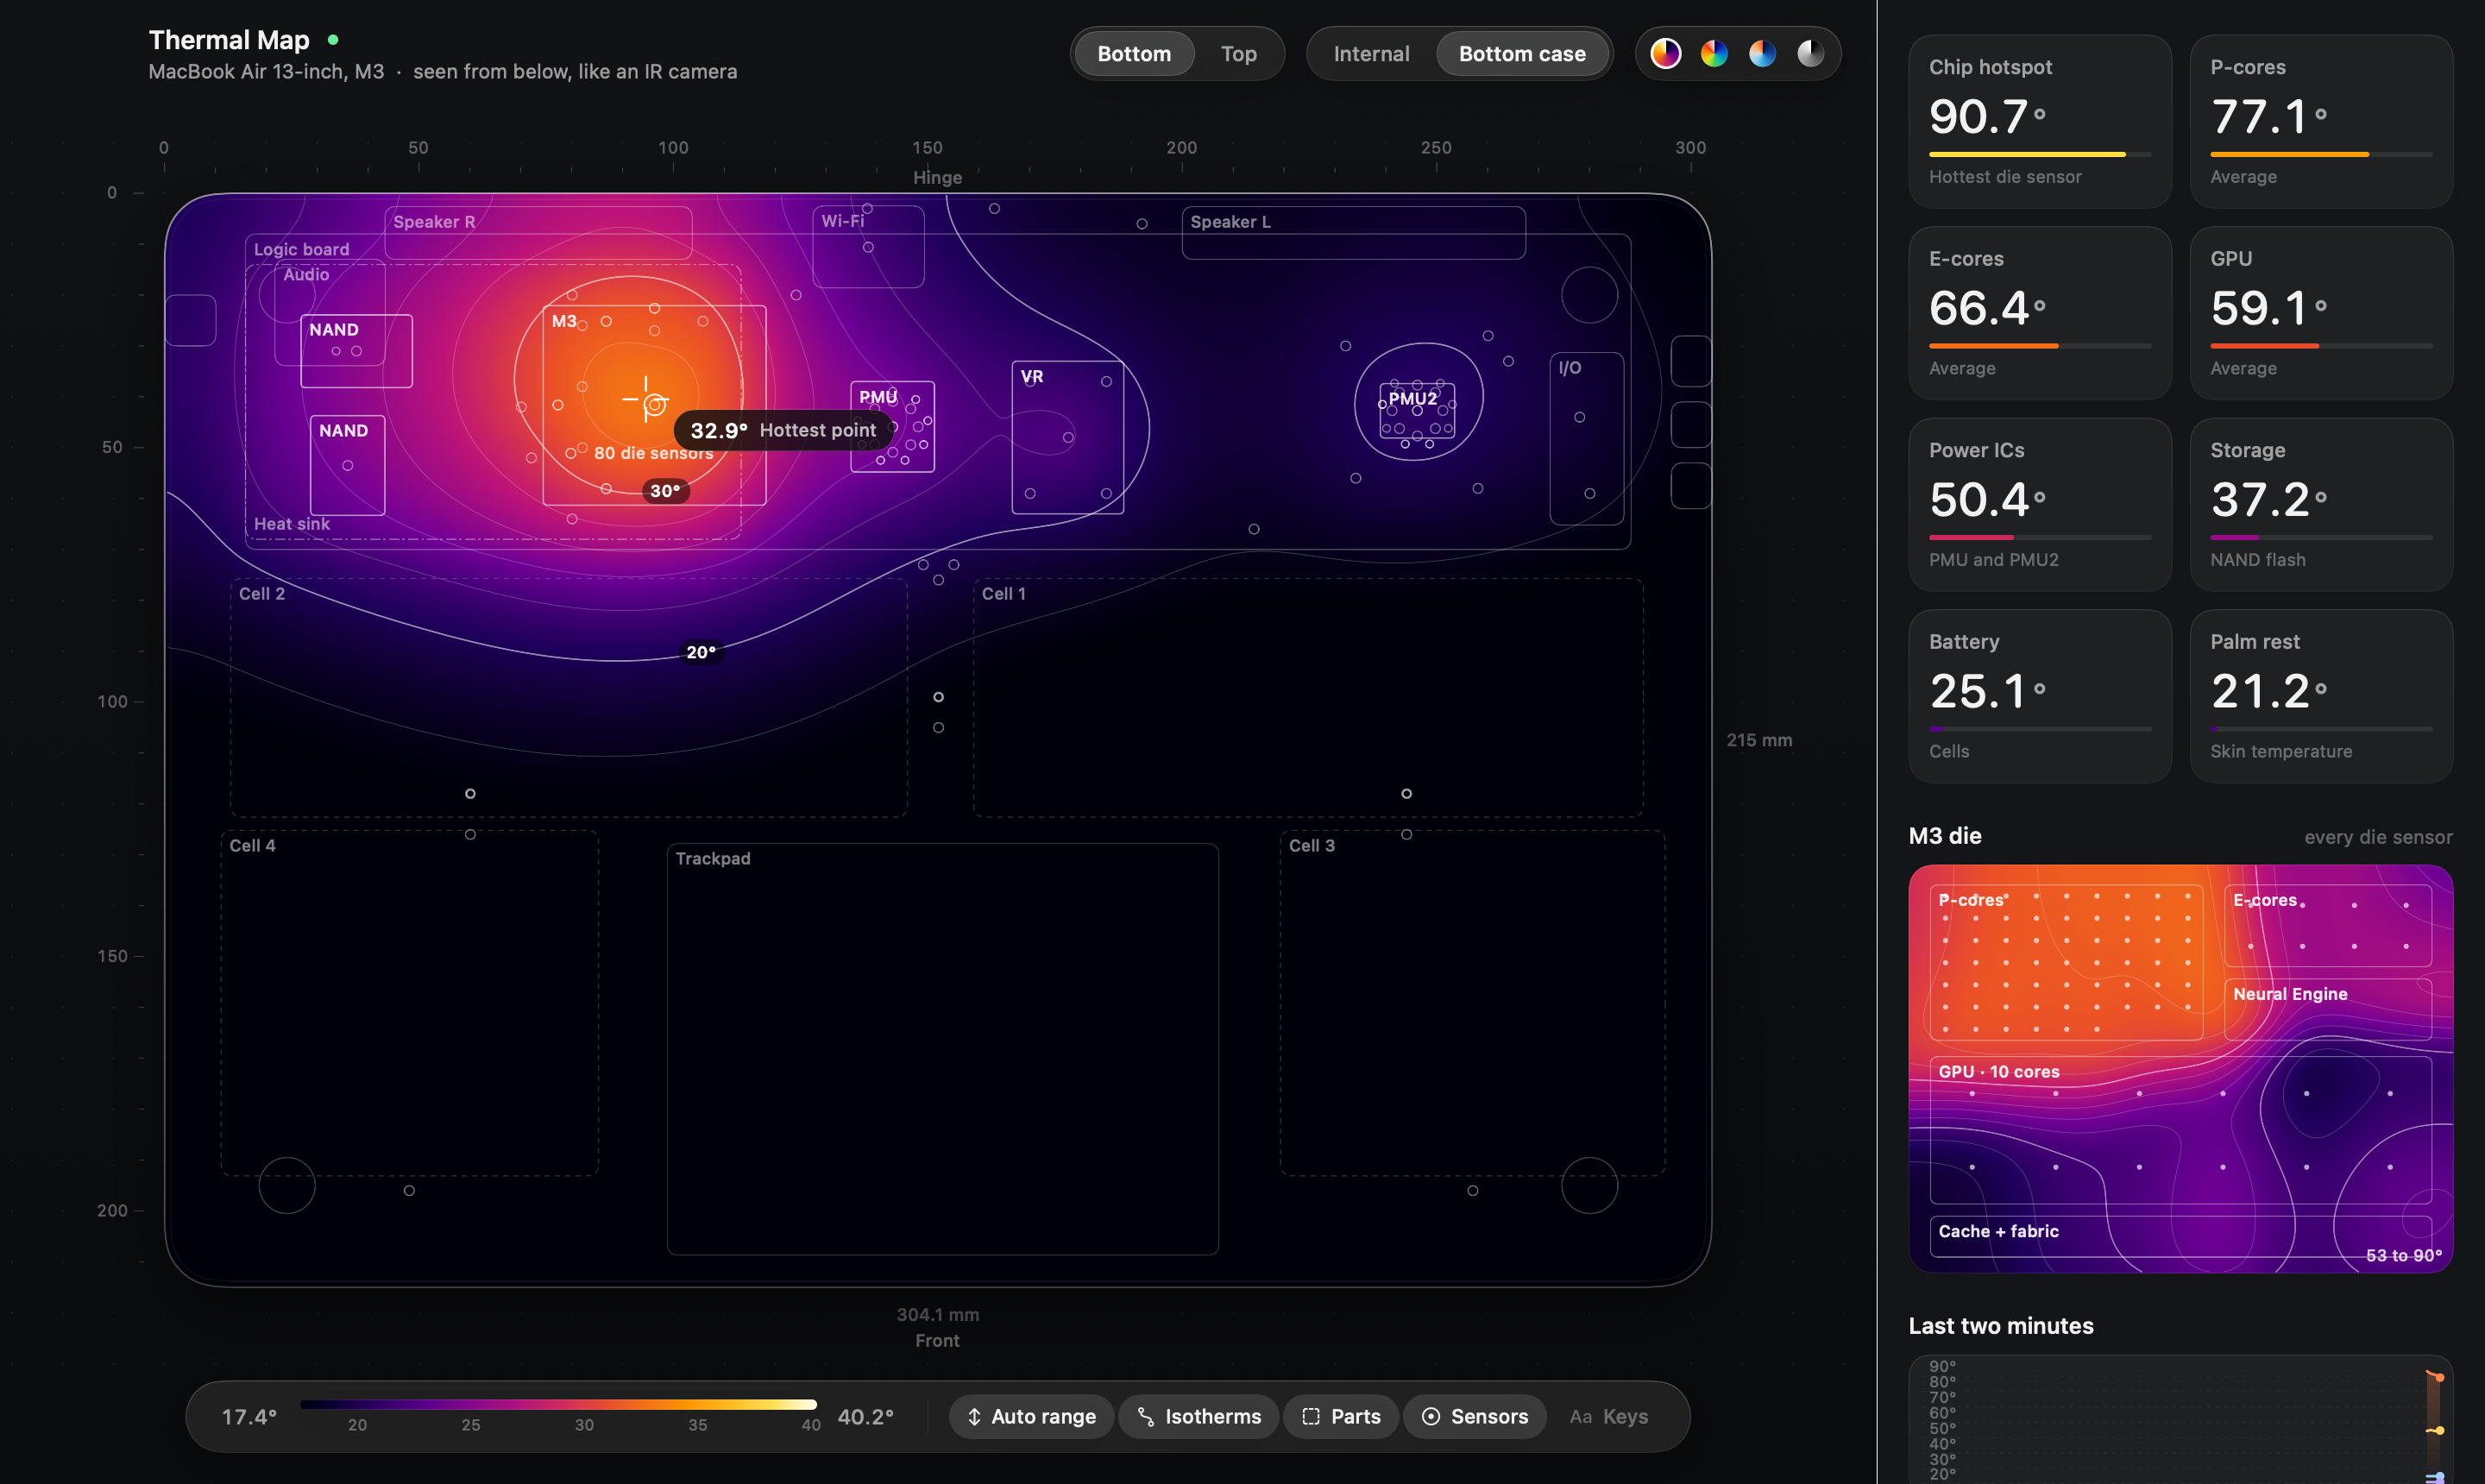 Thermal Map
MacBook Air 13-inch, M3 · seen from below, like an IR camera
Bottom Top
Internal Bottom case
0 50 100 150 200 250 300
Hinge
0
50
100
150
200
Speaker R
Wi-Fi
Speaker L
Logic board
Audio
NAND
M3
NAND
PMU
VR
PMU2
I/O
32.9° Hottest point
80 die sensors
30°
Heat sink
Cell 2
Cell 1
20°
215 mm
Cell 4
Trackpad
Cell 3
304.1 mm
Front
17.4°
20 25 30 35 40
40.2°
Auto range
Isotherms
Parts
Sensors
Aa Keys
Chip hotspot
90.7°
Hottest die sensor
P-cores
77.1°
Average
E-cores
66.4°
Average
GPU
59.1°
Average
Power ICs
50.4°
PMU and PMU2
Storage
37.2°
NAND flash
Battery
25.1°
Cells
Palm rest
21.2°
Skin temperature
M3 die
every die sensor
P-cores
E-cores
Neural Engine
GPU · 10 cores
Cache + fabric
53 to 90°
Last two minutes
90°
80°
70°
60°
50°
40°
30°
20°